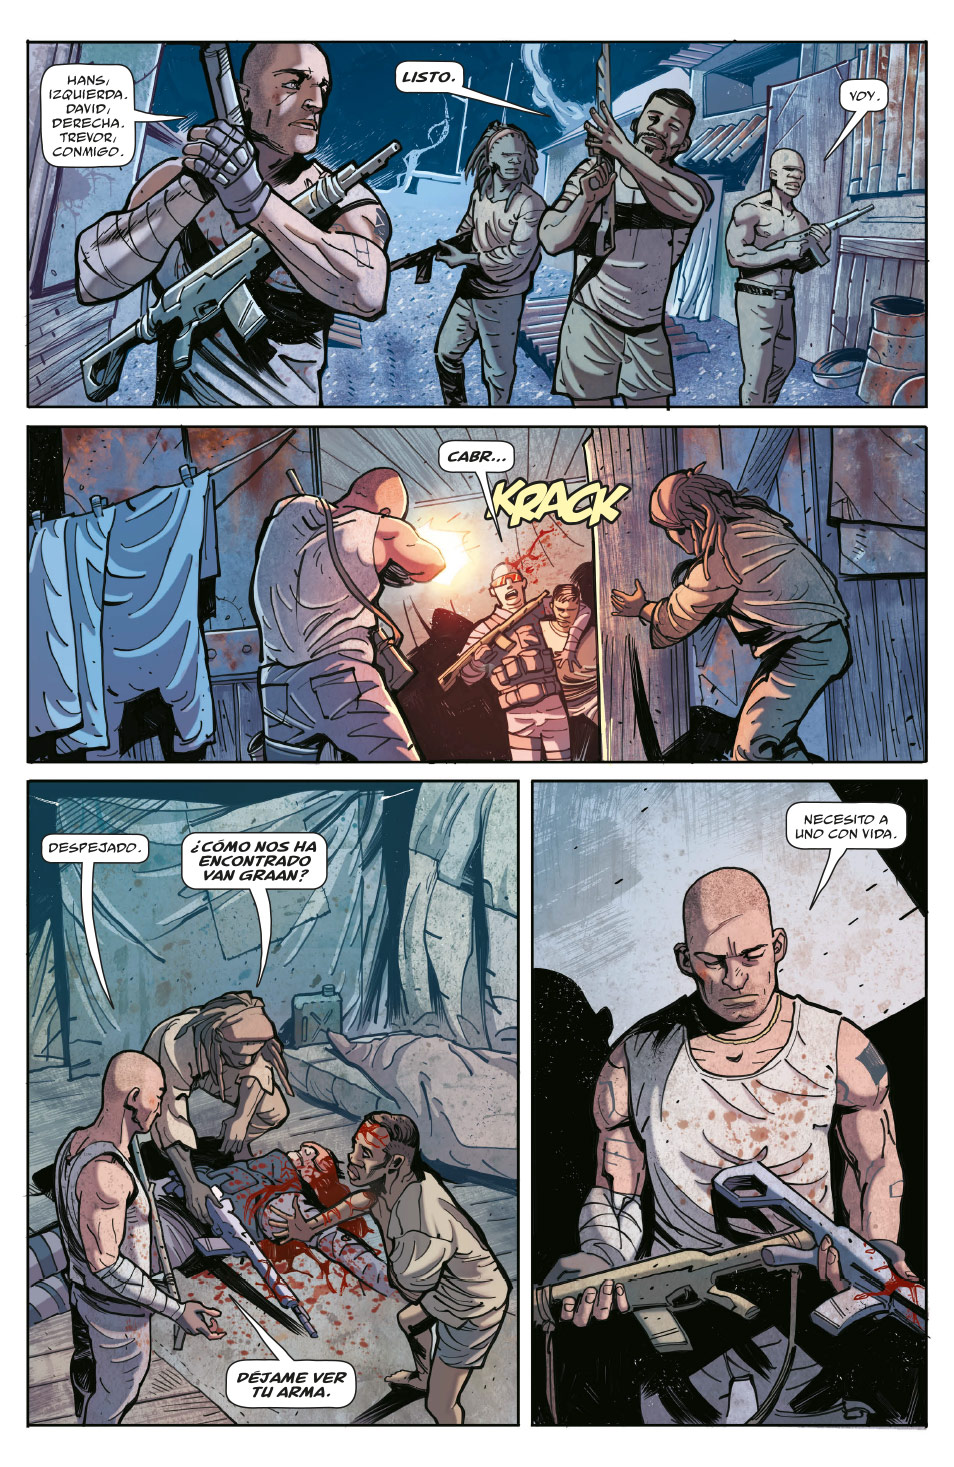 HANS,
IZQUIERDA.
DAVID,
DERECHA.
TREVOR,
CONMIGO.
LISTO.
VOY.
CABR...
KRACK
DESPEJADO.
¿CÓMO NOS HA
ENCONTRADO
VAN GRAAN?
DÉJAME VER
TU ARMA.
NECESITO A
UNO CON VIDA.